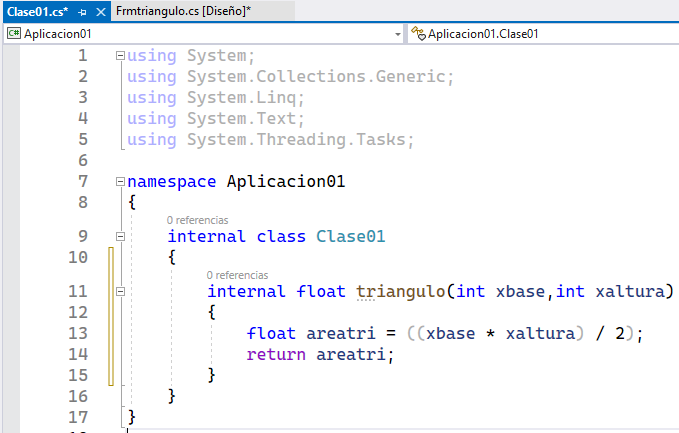 Clase01.cs* Frmtriangulo.cs [Diseño]*
C# Aplicacion01 Aplicacion01.Clase01
1 using System;
2 using System.Collections.Generic;
3 using System.Linq;
4 using System.Text;
5 using System.Threading.Tasks;
6
7 namespace Aplicacion01
8 {
0 referencias
9 internal class Clase01
10 {
0 referencias
11 internal float triangulo(int xbase,int xaltura)
12 {
13 float areatri = ((xbase * xaltura) / 2);
14 return areatri;
15 }
16 }
17 }